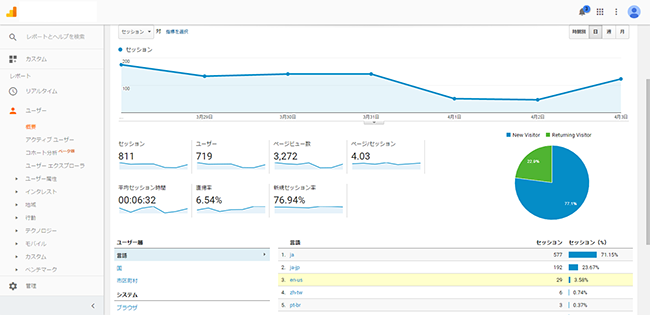 2
レポートとヘルプを検索
カスタム
レポート
リアルタイム
ユーザー
概要
アクティブ ユーザー
コホート分析 ベータ版
ユーザー エクスプローラ
ユーザー属性
インタレスト
地域
行動
テクノロジー
モバイル
カスタム
ベンチマーク
管理
セッション 対 指標を選択
時間別 日 週 月
セッション
200
100
... 3月29日 3月30日 3月31日 4月1日 4月2日 4月3日
セッション ユーザー ページビュー数 ページ/セッション
811 719 3,272 4.03
平均セッション時間 直帰率 新規セッション率
00:06:32 6.54% 76.94%
New Visitor Returning Visitor
22.9%
77.1%
ユーザー層
言語
国
市区町村
システム
ブラウザ
言語 セッション セッション (%)
1. ja 577 71.15%
2. ja-jp 192 23.67%
3. en-us 29 3.58%
4. zh-tw 6 0.74%
5. pt-br 3 0.37%